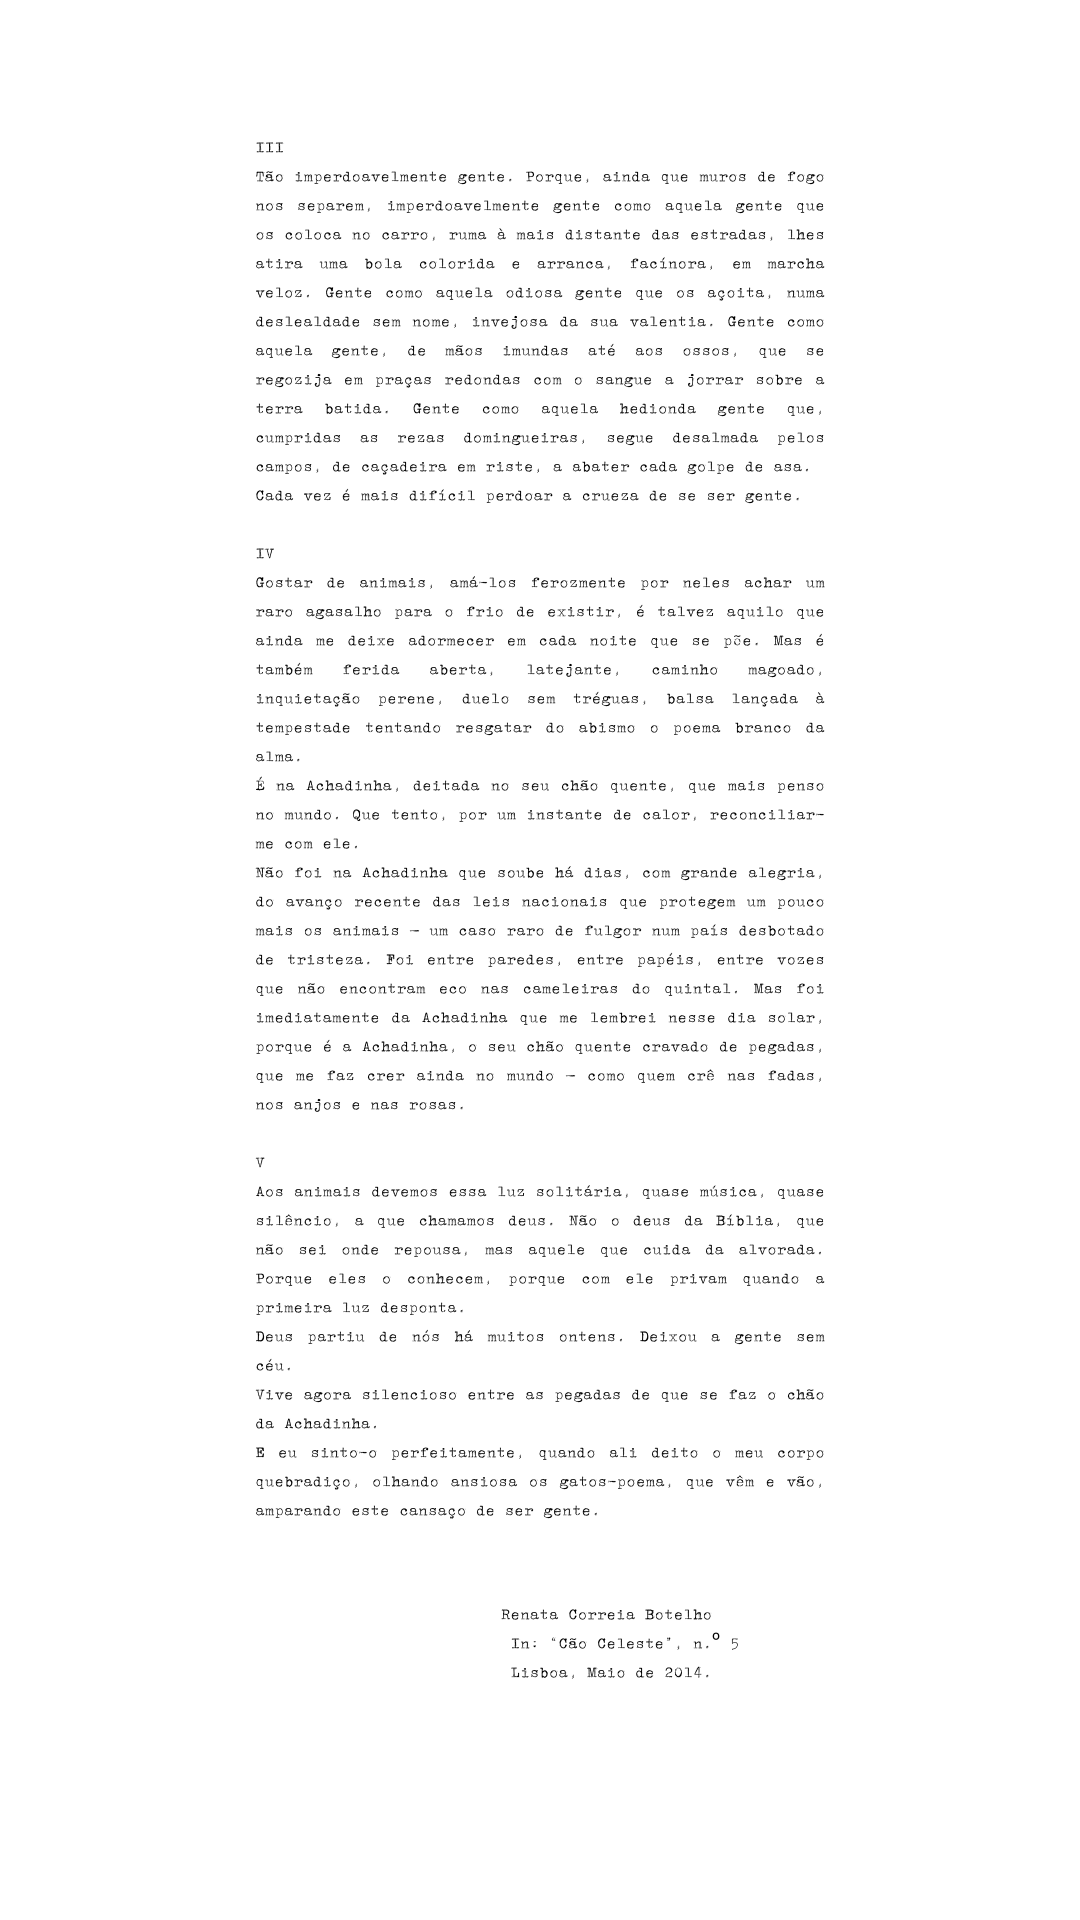 III
Tão imperdoavelmente gente. Porque, ainda que muros de fogo
nos separem, imperdoavelmente gente como aquela gente que
os coloca no carro, ruma à mais distante das estradas, lhes
atira uma bola colorida e arranca, facínora, em marcha
veloz. Gente como aquela odiosa gente que os açoita, numa
deslealdade sem nome, invejosa da sua valentia. Gente como
aquela gente, de mãos imundas até aos ossos, que se
regozija em praças redondas com o sangue a jorrar sobre a
terra batida. Gente como aquela hedionda gente que,
cumpridas as rezas domingueiras, segue desalmada pelos
campos, de caçadeira em riste, a abater cada golpe de asa.
Cada vez é mais difícil perdoar a crueza de se ser gente.
IV
Gostar de animais, amá-los ferozmente por neles achar um
raro agasalho para o frio de existir, é talvez aquilo que
ainda me deixe adormecer em cada noite que se põe. Mas é
também ferida aberta, latejante, caminho magoado,
inquietação perene, duelo sem tréguas, balsa lançada à
tempestade tentando resgatar do abismo o poema branco da
alma.
É na Achadinha, deitada no seu chão quente, que mais penso
no mundo. Que tento, por um instante de calor, reconciliar-
me com ele.
Não foi na Achadinha que soube há dias, com grande alegria,
do avanço recente das leis nacionais que protegem um pouco
mais os animais – um caso raro de fulgor num país desbotado
de tristeza. Foi entre paredes, entre papéis, entre vozes
que não encontram eco nas cameleiras do quintal. Mas foi
imediatamente da Achadinha que me lembrei nesse dia solar,
porque é a Achadinha, o seu chão quente cravado de pegadas,
que me faz crer ainda no mundo – como quem crê nas fadas,
nos anjos e nas rosas.
V
Aos animais devemos essa luz solitária, quase música, quase
silêncio, a que chamamos deus. Não o deus da Bíblia, que
não sei onde repousa, mas aquele que cuida da alvorada.
Porque eles o conhecem, porque com ele privam quando a
primeira luz desponta.
Deus partiu de nós há muitos ontens. Deixou a gente sem
céu.
Vive agora silencioso entre as pegadas de que se faz o chão
da Achadinha.
E eu sinto-o perfeitamente, quando ali deito o meu corpo
quebradiço, olhando ansiosa os gatos-poema, que vêm e vão,
amparando este cansaço de ser gente.
Renata Correia Botelho
In: "Cão Celeste", n.º 5
Lisboa, Maio de 2014.